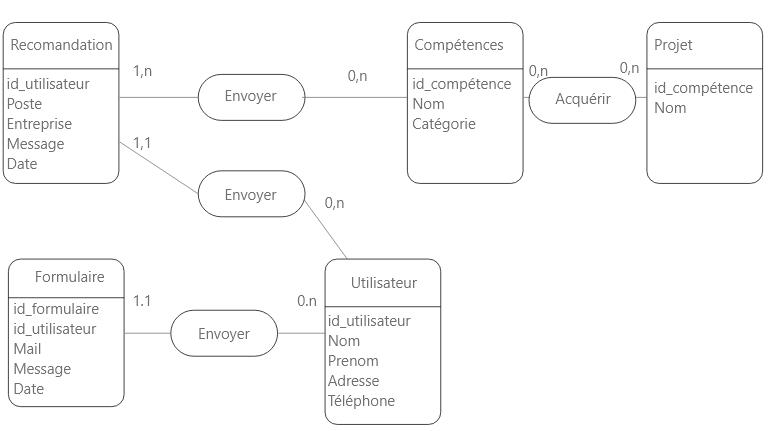 Recomandation
id_utilisateur
Poste
Entreprise
Message
Date
1,n
Envoyer
0,n
Compétences
id_compétence
Nom
Catégorie
0,n
Acquérir
0,n
Projet
id_compétence
Nom
1,1
Envoyer
0,n
Formulaire
id_formulaire
id_utilisateur
Mail
Message
Date
1.1
Envoyer
0.n
Utilisateur
id_utilisateur
Nom
Prenom
Adresse
Téléphone